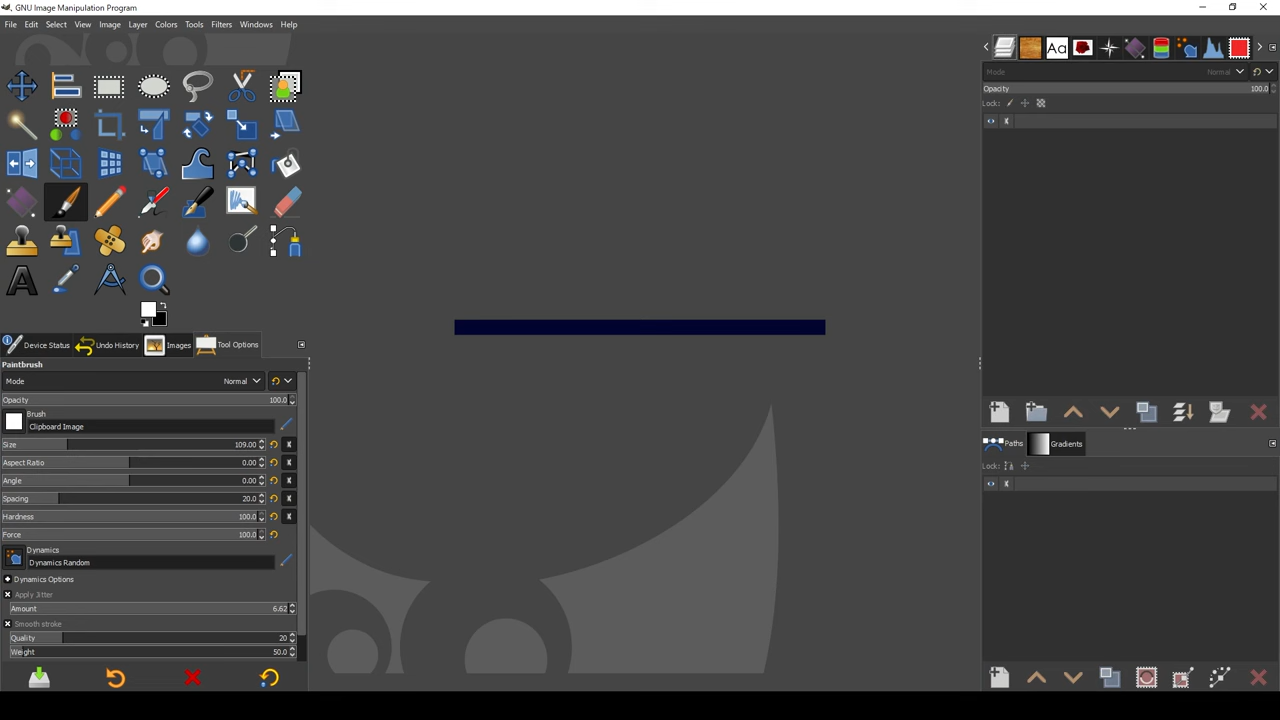 GNU Image Manipulation Program
File Edit Select View Image Layer Colors Tools Filters Windows Help
Mode Normal
Opacity 100.0
Lock:
Device Status Undo History Images Tool Options
Paintbrush
Mode Normal
Opacity 100.0
Brush
Clipboard Image
Size 109.00
Aspect Ratio 0.00
Angle 0.00
Spacing 20.0
Hardness 100.0
Force 100.0
Dynamics
Dynamics Random
Dynamics Options
Apply Jitter
Amount 6.62
Smooth stroke
Quality 20
Weight 50.0
Paths Gradients
Lock: